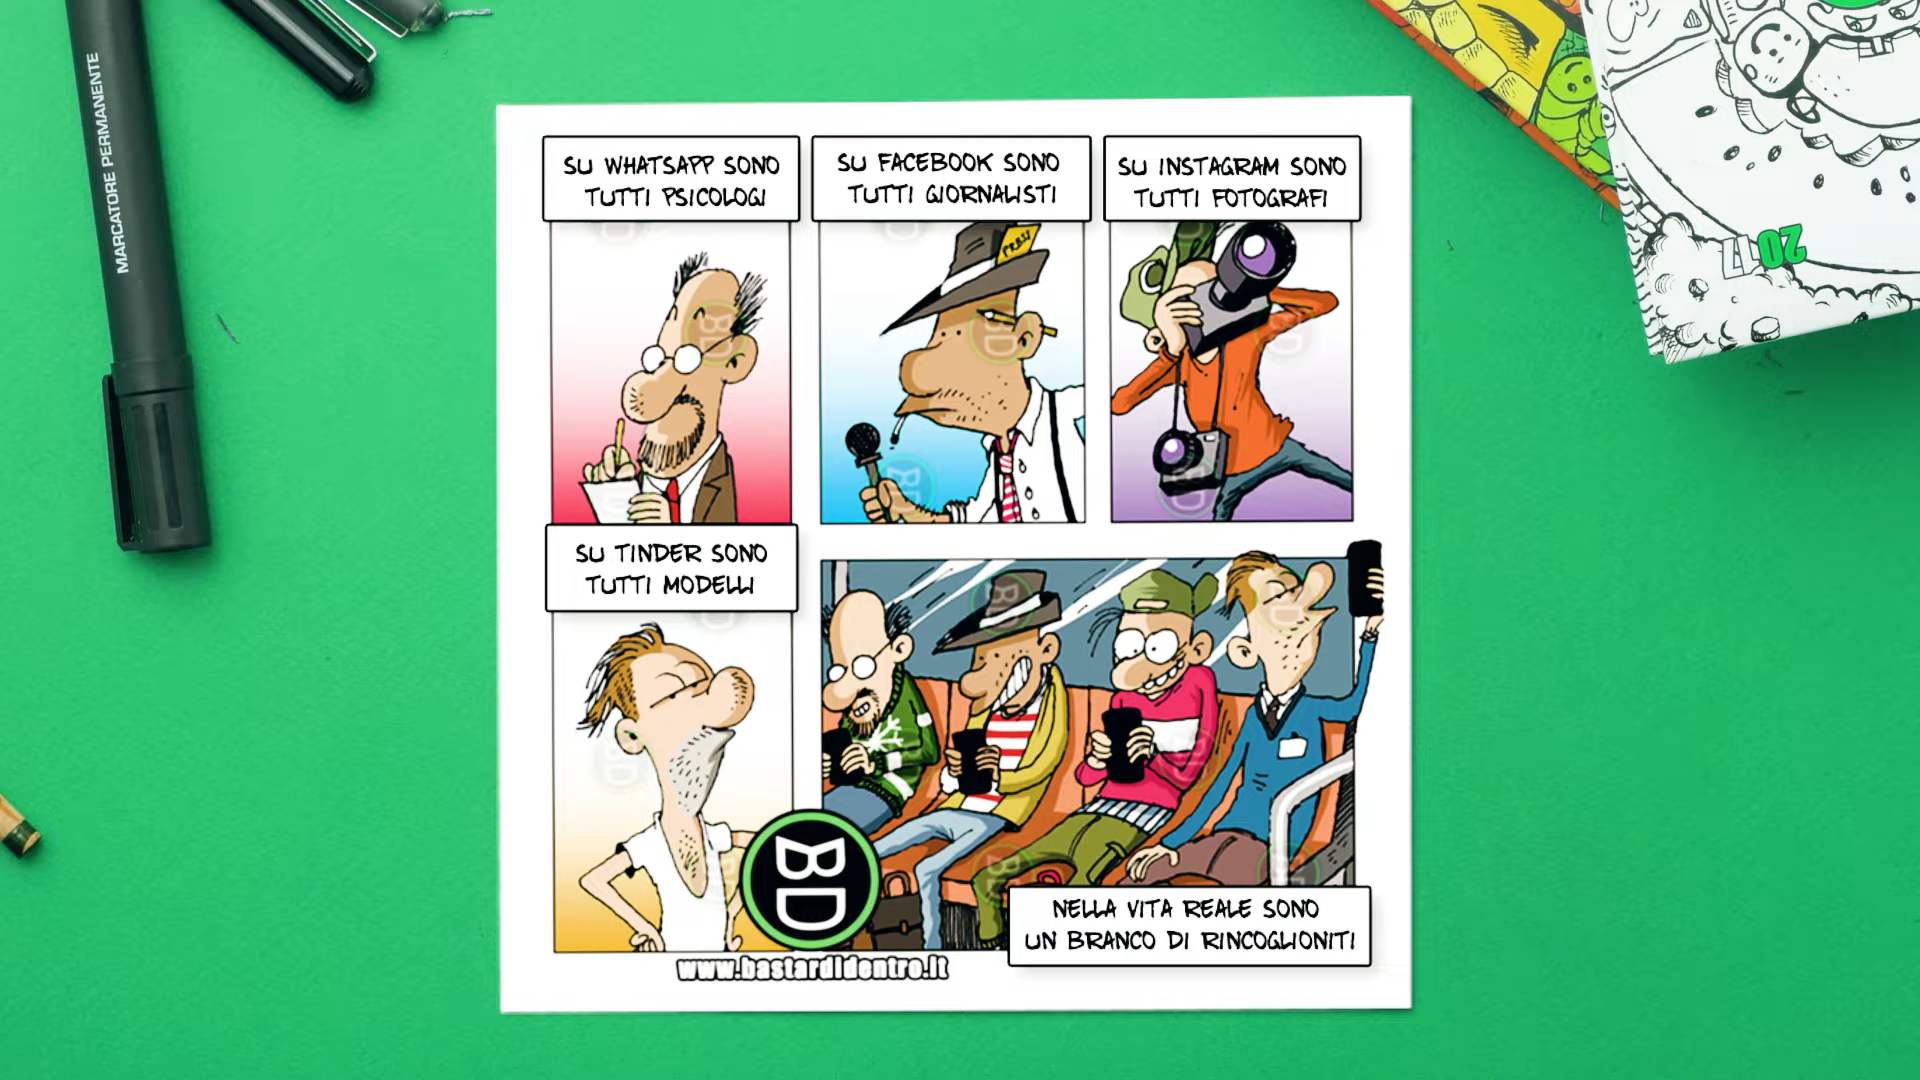 MARCATORE PERMANENTE
SU WHATSAPP SONO
TUTTI PSICOLOGI
SU FACEBOOK SONO
TUTTI GIORNALISTI
PRESS
SU INSTAGRAM SONO
TUTTI FOTOGRAFI
SU TINDER SONO
TUTTI MODELLI
NELLA VITA REALE SONO
UN BRANCO DI RINCOGLIONITI
BD
www.bastardidentro.it
2017